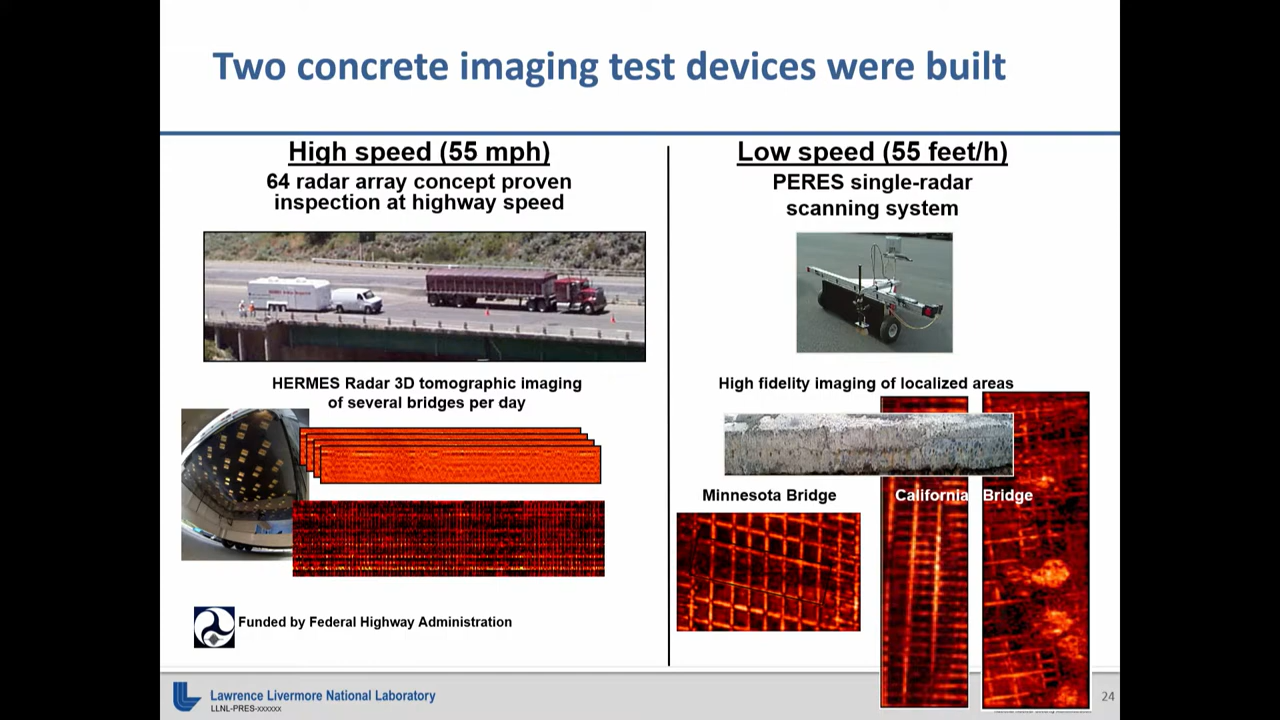 Two concrete imaging test devices were built
High speed (55 mph)
64 radar array concept proven
inspection at highway speed
HERMES Radar 3D tomographic imaging
of several bridges per day
Funded by Federal Highway Administration
Low speed (55 feet/h)
PERES single-radar
scanning system
High fidelity imaging of localized areas
Minnesota Bridge
California Bridge
Lawrence Livermore National Laboratory
LLNL-PRES-xxxxxx
24